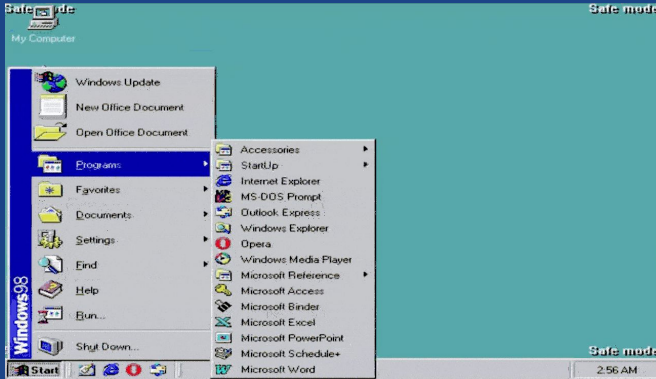 Safe mode
Safe mode
My Computer
Windows Update
New Office Document
Open Office Document
Programs
Favorites
Documents
Settings
Find
Help
Run...
Shut Down...
Windows98
Accessories
StartUp
Internet Explorer
MS-DOS Prompt
Outlook Express
Windows Explorer
Opera
Windows Media Player
Microsoft Reference
Microsoft Access
Microsoft Binder
Microsoft Excel
Microsoft PowerPoint
Microsoft Schedule+
Microsoft Word
Safe mode
Start
2:56 AM